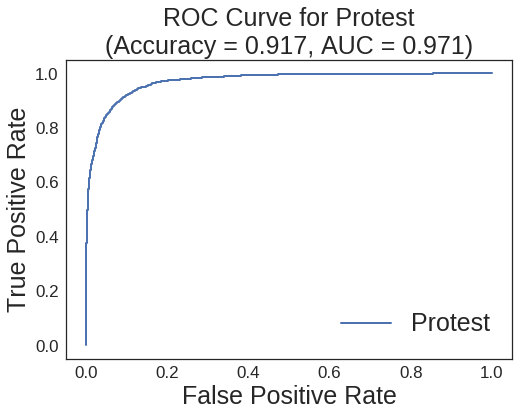 ROC Curve for Protest
(Accuracy = 0.917, AUC = 0.971)
True Positive Rate
1.0
0.8
0.6
0.4
0.2
0.0
Protest
0.0 0.2 0.4 0.6 0.8 1.0
False Positive Rate